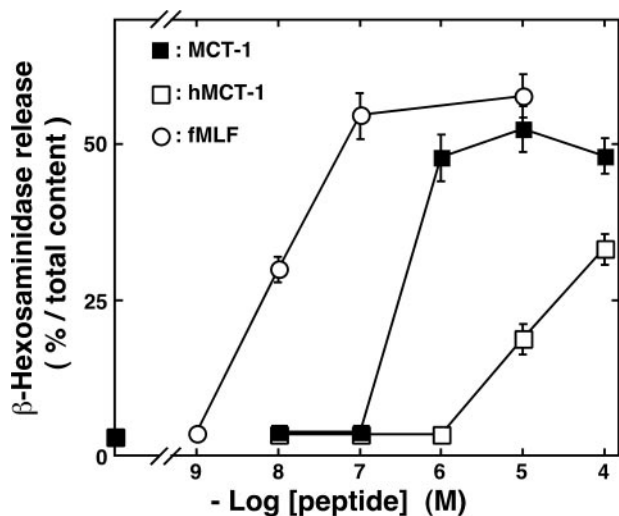 ■: MCT-1
□: hMCT-1
○: fMLF
β-Hexosaminidase release
( % / total content )
50
25
0
9 8 7 6 5 4
- Log [peptide] (M)